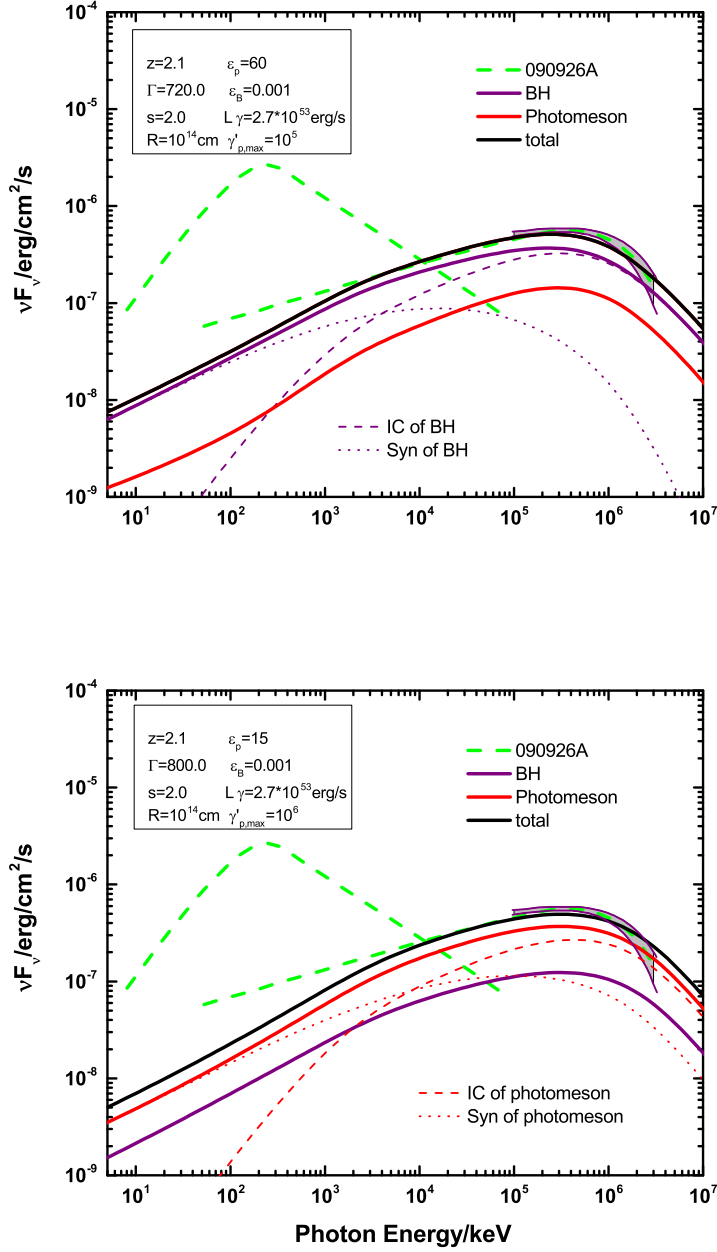 10⁻⁴
z=2.1 εₚ=60
Γ=720.0 ε_B=0.001
s=2.0 L γ=2.7*10⁵³erg/s
R=10¹⁴cm γ'ₚ,ₘₐₓ=10⁵
090926A
BH
Photomeson
total
10⁻⁵
10⁻⁶
νF_ν/erg/cm²/s
10⁻⁷
10⁻⁸
IC of BH
Syn of BH
10⁻⁹
10¹ 10² 10³ 10⁴ 10⁵ 10⁶ 10⁷
10⁻⁴
z=2.1 εₚ=15
Γ=800.0 ε_B=0.001
s=2.0 L γ=2.7*10⁵³erg/s
R=10¹⁴cm γ'ₚ,ₘₐₓ=10⁶
090926A
BH
Photomeson
total
10⁻⁵
10⁻⁶
νF_ν/erg/cm²/s
10⁻⁷
10⁻⁸
IC of photomeson
Syn of photomeson
10⁻⁹
10¹ 10² 10³ 10⁴ 10⁵ 10⁶ 10⁷
Photon Energy/keV